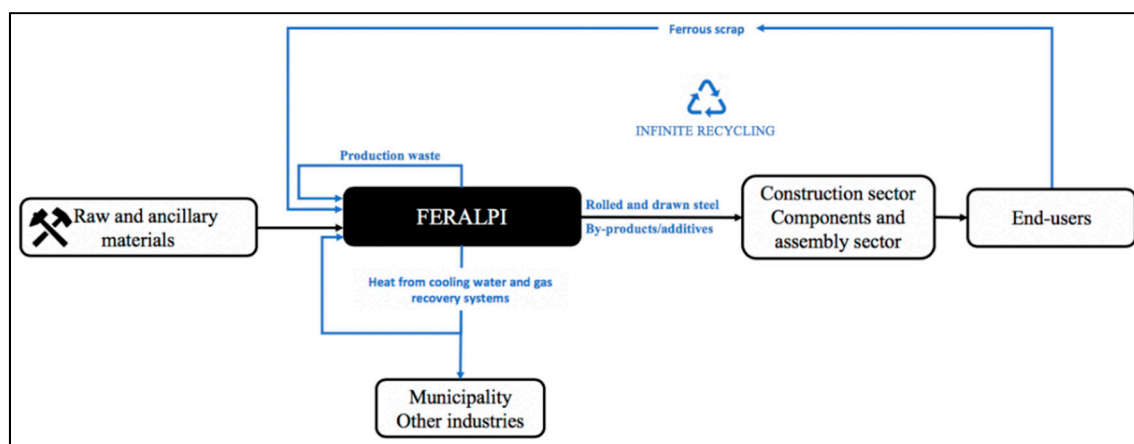 Ferrous scrap
INFINITE RECYCLING
Production waste
Raw and ancillary
materials
FERALPI
Rolled and drawn steel
By-products/additives
Construction sector
Components and
assembly sector
End-users
Heat from cooling water and gas
recovery systems
Municipality
Other industries